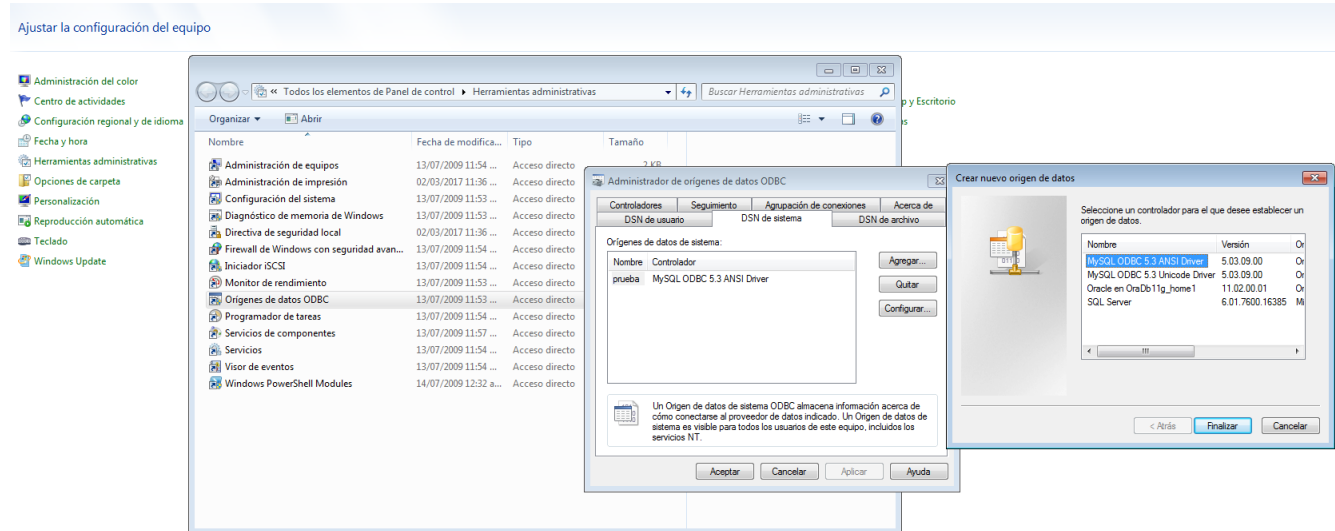 Ajustar la configuración del equipo
Administración del color
Centro de actividades
Configuración regional y de idioma
Fecha y hora
Herramientas administrativas
Opciones de carpeta
Personalización
Reproducción automática
Teclado
Windows Update
« Todos los elementos de Panel de control Herramientas administrativas
Buscar Herramientas administrativas
p y Escritorio
Organizar Abrir
Nombre Fecha de modifica... Tipo Tamaño
Administración de equipos 13/07/2009 11:54 ... Acceso directo 2 KB
Administración de impresión 02/03/2017 11:36 ... Acceso directo
Configuración del sistema 13/07/2009 11:53 ... Acceso directo
Diagnóstico de memoria de Windows 13/07/2009 11:53 ... Acceso directo
Directiva de seguridad local 02/03/2017 11:36 ... Acceso directo
Firewall de Windows con seguridad avan... 13/07/2009 11:54 ... Acceso directo
Iniciador iSCSI 13/07/2009 11:54 ... Acceso directo
Monitor de rendimiento 13/07/2009 11:53 ... Acceso directo
Orígenes de datos ODBC 13/07/2009 11:53 ... Acceso directo
Programador de tareas 13/07/2009 11:54 ... Acceso directo
Servicios de componentes 13/07/2009 11:57 ... Acceso directo
Servicios 13/07/2009 11:54 ... Acceso directo
Visor de eventos 13/07/2009 11:54 ... Acceso directo
Windows PowerShell Modules 14/07/2009 12:32 a... Acceso directo
Administrador de orígenes de datos ODBC
Controladores Seguimiento Agrupación de conexiones Acerca de
DSN de usuario DSN de sistema DSN de archivo
Orígenes de datos de sistema:
Nombre Controlador
prueba MySQL ODBC 5.3 ANSI Driver
Agregar...
Quitar
Configurar...
Un Origen de datos de sistema ODBC almacena información acerca de
cómo conectarse al proveedor de datos indicado. Un Origen de datos de
sistema es visible para todos los usuarios de este equipo, incluidos los
servicios NT.
Aceptar Cancelar Aplicar Ayuda
Crear nuevo origen de datos
Seleccione un controlador para el que desee establecer un
origen de datos.
Nombre Versión Or
MySQL ODBC 5.3 ANSI Driver 5.03.09.00 Or
MySQL ODBC 5.3 Unicode Driver 5.03.09.00 Or
Oracle en OraDb11g_home1 11.02.00.01 Or
SQL Server 6.01.7600.16385 Mi
< Atrás Finalizar Cancelar